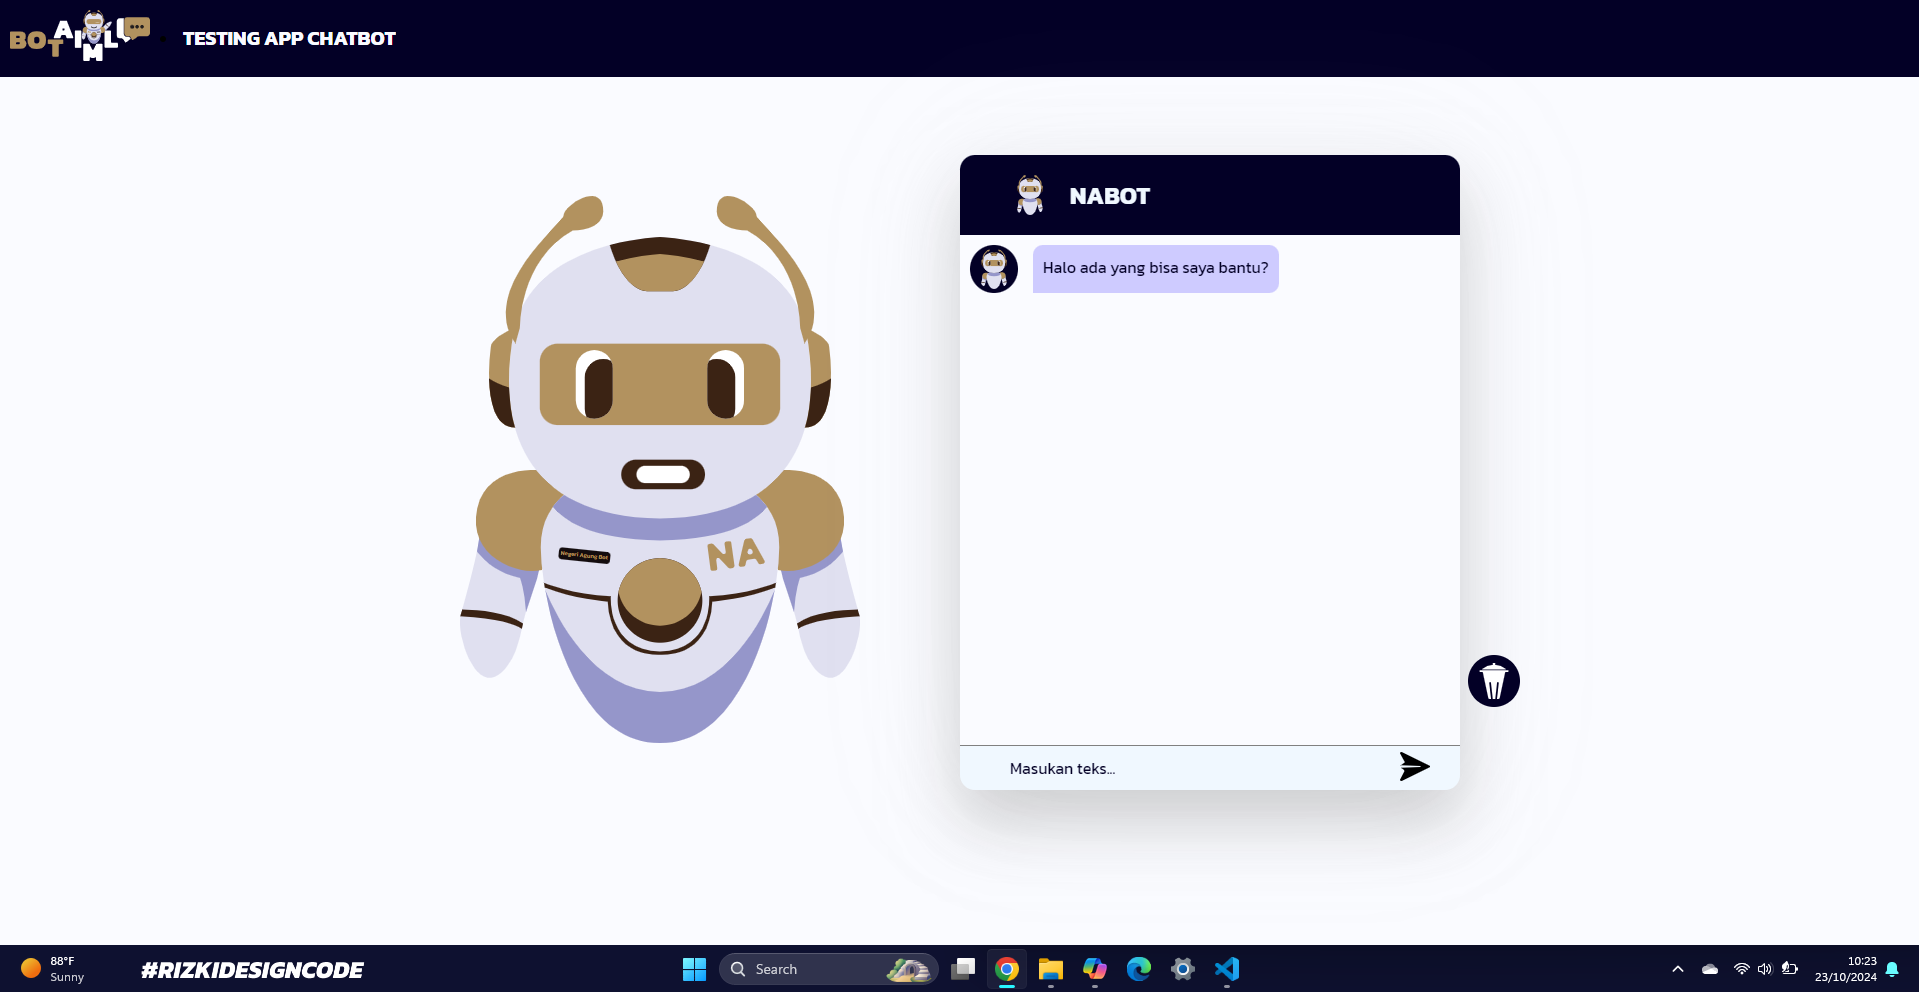 BOT AIML
TESTING APP CHATBOT
NABOT
Halo ada yang bisa saya bantu?
Negeri Agung Bot
NA
Masukan teks...
88°F
Sunny
#RIZKIDESIGNCODE
Search
10:23
23/10/2024